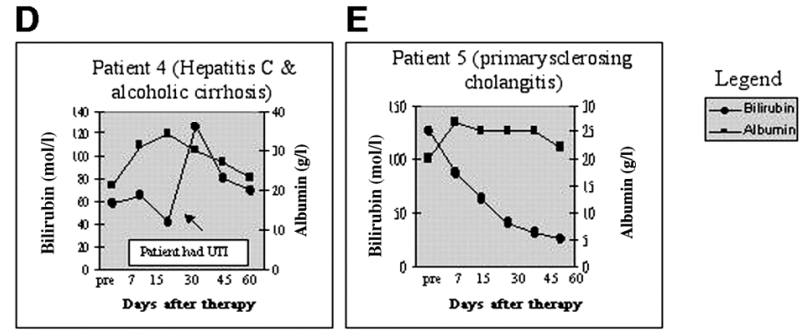 D
Patient 4 (Hepatitis C &
alcoholic cirrhosis)
140
120
100
80
60
40
20
0
Bilirubin (mol/l)
40
30
20
10
0
Albumin (g/l)
Patient had UTI
pre 7 15 30 45 60
Days after therapy
E
Patient 5 (primary sclerosing
cholangitis)
150
100
50
0
Bilirubin (mol/l)
30
25
20
15
10
5
0
Albumin (g/l)
pre 7 15 30 45 60
Days after therapy
Legend
Bilirubin
Albumin